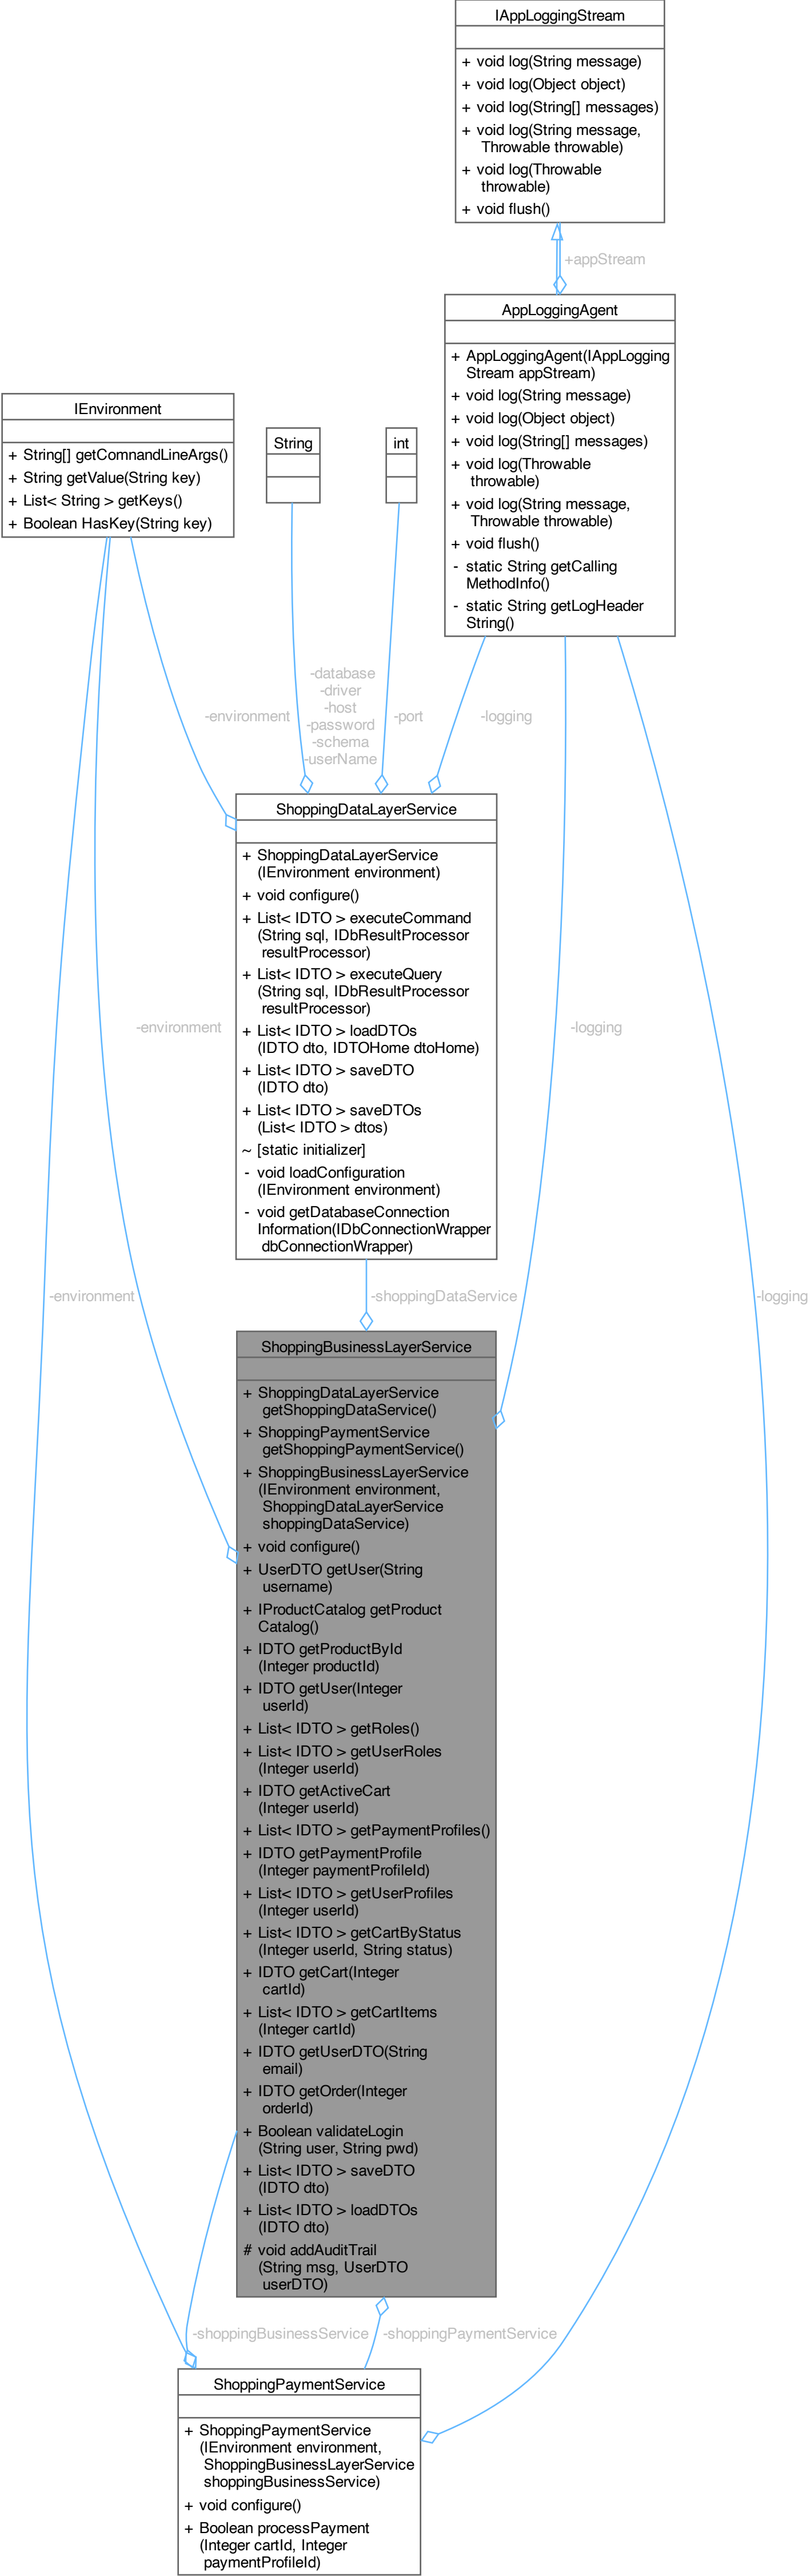 IAppLoggingStream
+ void log(String message)
+ void log(Object object)
+ void log(String[] messages)
+ void log(String message,
Throwable throwable)
+ void log(Throwable
throwable)
+ void flush()
+appStream
AppLoggingAgent
+ AppLoggingAgent(IAppLogging
Stream appStream)
+ void log(String message)
+ void log(Object object)
+ void log(String[] messages)
+ void log(Throwable
throwable)
+ void log(String message,
Throwable throwable)
+ void flush()
- static String getCalling
MethodInfo()
- static String getLogHeader
String()
IEnvironment
+ String[] getComnandLineArgs()
+ String getValue(String key)
+ List< String > getKeys()
+ Boolean HasKey(String key)
String
int
-environment
-database
-driver
-host
-password
-schema
-userName
-port
-logging
ShoppingDataLayerService
+ ShoppingDataLayerService
(IEnvironment environment)
+ void configure()
+ List< IDTO > executeCommand
(String sql, IDbResultProcessor
resultProcessor)
+ List< IDTO > executeQuery
(String sql, IDbResultProcessor
resultProcessor)
+ List< IDTO > loadDTOs
(IDTO dto, IDTOHome dtoHome)
+ List< IDTO > saveDTO
(IDTO dto)
+ List< IDTO > saveDTOs
(List< IDTO > dtos)
~ [static initializer]
- void loadConfiguration
(IEnvironment environment)
- void getDatabaseConnection
Information(IDbConnectionWrapper
dbConnectionWrapper)
-environment
-logging
-environment
-shoppingDataService
-logging
ShoppingBusinessLayerService
+ ShoppingDataLayerService
getShoppingDataService()
+ ShoppingPaymentService
getShoppingPaymentService()
+ ShoppingBusinessLayerService
(IEnvironment environment,
ShoppingDataLayerService
shoppingDataService)
+ void configure()
+ UserDTO getUser(String
username)
+ IProductCatalog getProduct
Catalog()
+ IDTO getProductById
(Integer productId)
+ IDTO getUser(Integer
userId)
+ List< IDTO > getRoles()
+ List< IDTO > getUserRoles
(Integer userId)
+ IDTO getActiveCart
(Integer userId)
+ List< IDTO > getPaymentProfiles()
+ IDTO getPaymentProfile
(Integer paymentProfileId)
+ List< IDTO > getUserProfiles
(Integer userId)
+ List< IDTO > getCartByStatus
(Integer userId, String status)
+ IDTO getCart(Integer
cartId)
+ List< IDTO > getCartItems
(Integer cartId)
+ IDTO getUserDTO(String
email)
+ IDTO getOrder(Integer
orderId)
+ Boolean validateLogin
(String user, String pwd)
+ List< IDTO > saveDTO
(IDTO dto)
+ List< IDTO > loadDTOs
(IDTO dto)
# void addAuditTrail
(String msg, UserDTO
userDTO)
-shoppingBusinessService
-shoppingPaymentService
ShoppingPaymentService
+ ShoppingPaymentService
(IEnvironment environment,
ShoppingBusinessLayerService
shoppingBusinessService)
+ void configure()
+ Boolean processPayment
(Integer cartId, Integer
paymentProfileId)